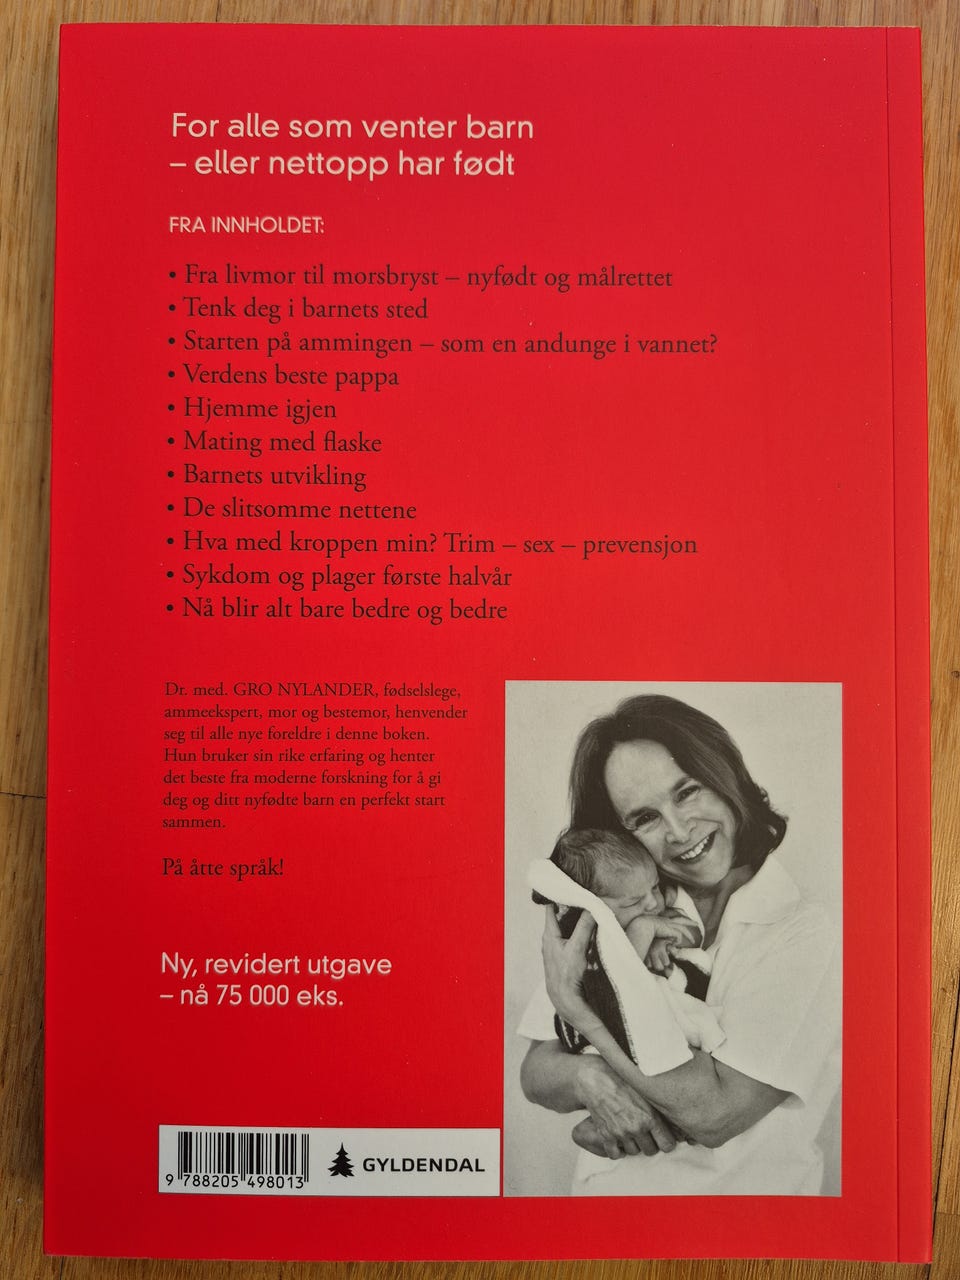 For alle som venter barn
– eller nettopp har født
FRA INNHOLDET:
• Fra livmor til morsbryst – nyfødt og målrettet
• Tenk deg i barnets sted
• Starten på ammingen – som en andunge i vannet?
• Verdens beste pappa
• Hjemme igjen
• Mating med flaske
• Barnets utvikling
• De slitsomme nettene
• Hva med kroppen min? Trim – sex – prevensjon
• Sykdom og plager første halvår
• Nå blir alt bare bedre og bedre
Dr. med. GRO NYLANDER, fødselslege,
ammeekspert, mor og bestemor, henvender
seg til alle nye foreldre i denne boken.
Hun bruker sin rike erfaring og henter
det beste fra moderne forskning for å gi
deg og ditt nyfødte barn en perfekt start
sammen.
På åtte språk!
Ny, revidert utgave
– nå 75 000 eks.
9 788205 498013
GYLDENDAL